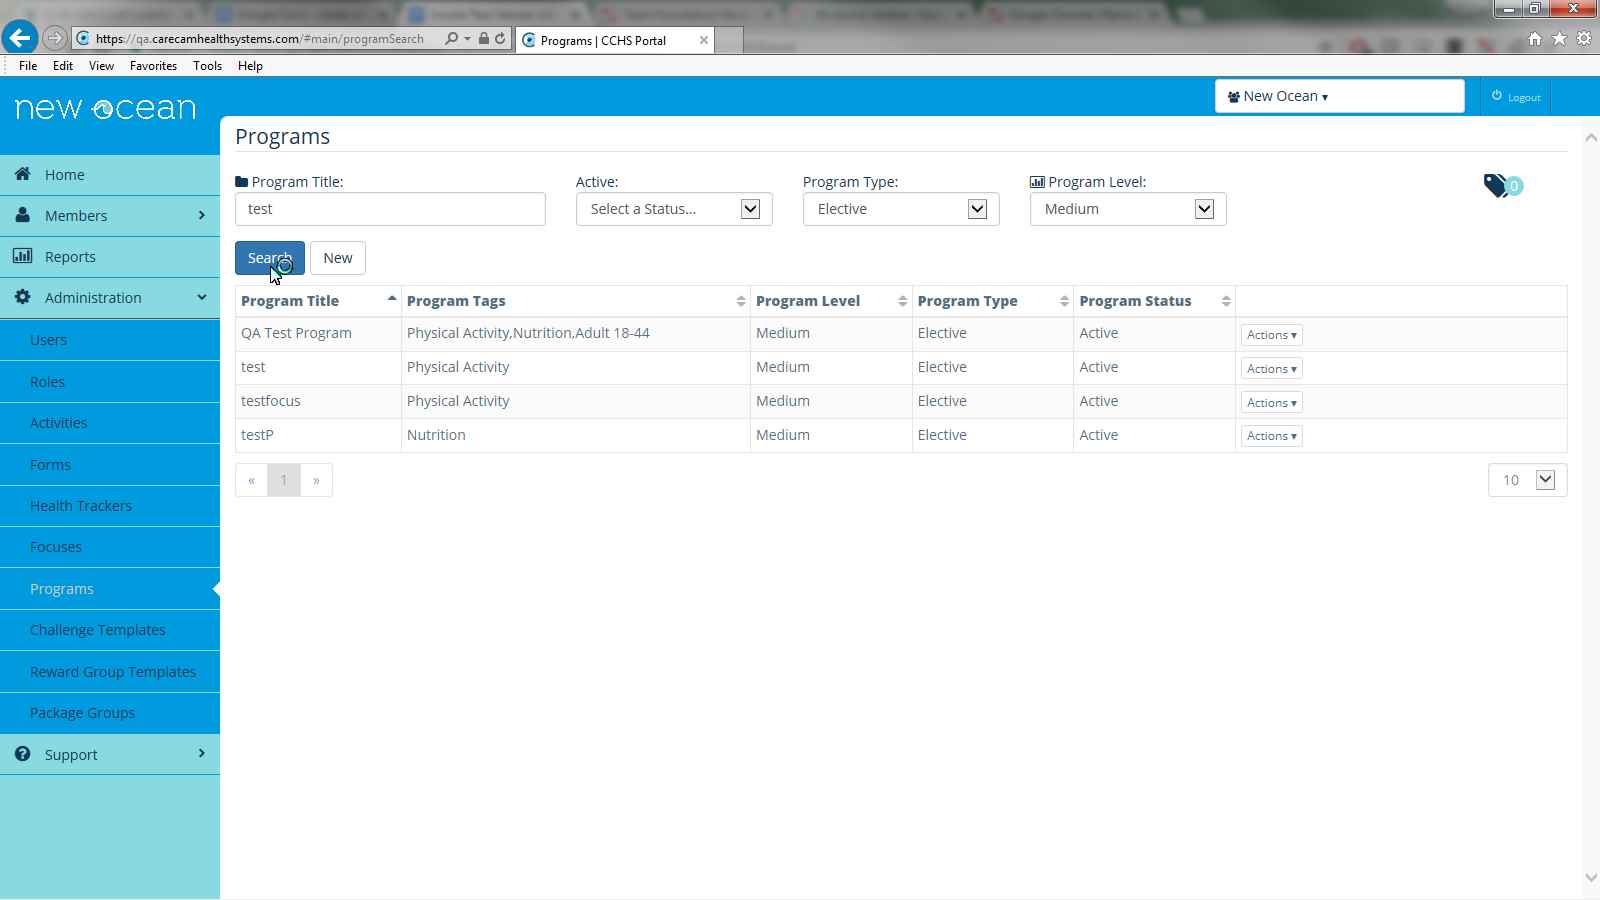 https://qa.carecamhealthsystems.com/#main/programSearch
Programs | CCHS Portal
File Edit View Favorites Tools Help
new ocean
New Ocean ▾
Logout
Home
Members
Reports
Administration
Users
Roles
Activities
Forms
Health Trackers
Focuses
Programs
Challenge Templates
Reward Group Templates
Package Groups
Support
Programs
Program Title: Active: Program Type: Program Level:
test Select a Status... Elective Medium
0
Search New
Program Title Program Tags Program Level Program Type Program Status
QA Test Program Physical Activity,Nutrition,Adult 18-44 Medium Elective Active Actions ▾
test Physical Activity Medium Elective Active Actions ▾
testfocus Physical Activity Medium Elective Active Actions ▾
testP Nutrition Medium Elective Active Actions ▾
« 1 » 10